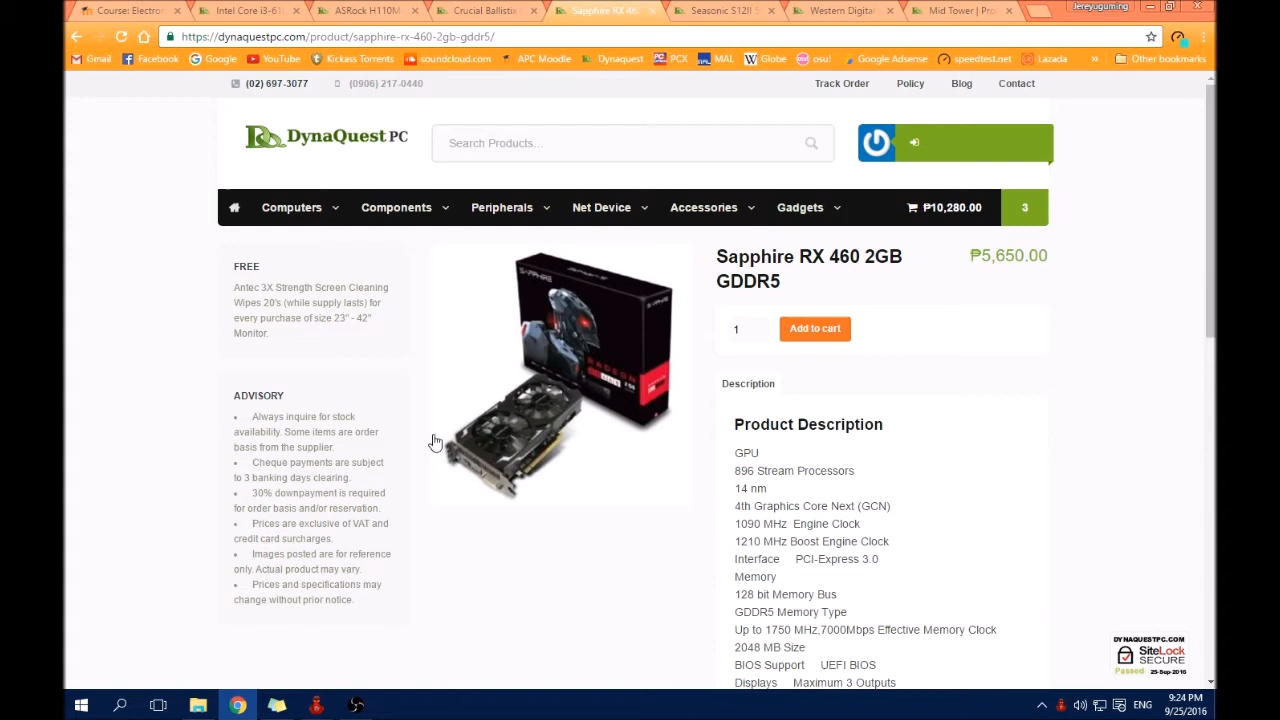 Course: Electron
Intel Core i3-61
ASRock H110M
Crucial Ballistix
Sapphire RX 460
Seasonic S12II 5
Western Digital
Mid Tower | Pro
Jereyuguming
https://dynaquestpc.com/product/sapphire-rx-460-2gb-gddr5/
Gmail
Facebook
Google
YouTube
Kickass Torrents
soundcloud.com
APC Moodle
Dynaquest
PCX
MAL
Globe
osu!
Google Adsense
speedtest.net
Lazada
»
Other bookmarks
(02) 697-3077
(0906) 217-0440
Track Order
Policy
Blog
Contact
DynaQuest PC
Search Products...
Computers
Components
Peripherals
Net Device
Accessories
Gadgets
₱10,280.00
3
FREE
Antec 3X Strength Screen Cleaning
Wipes 20's (while supply lasts) for
every purchase of size 23" - 42"
Monitor.
ADVISORY
• Always inquire for stock
availability. Some items are order
basis from the supplier.
• Cheque payments are subject
to 3 banking days clearing.
• 30% downpayment is required
for order basis and/or reservation.
• Prices are exclusive of VAT and
credit card surcharges.
• Images posted are for reference
only. Actual product may vary.
• Prices and specifications may
change without prior notice.
SAPPHIRE
RADEON
Sapphire RX 460 2GB
GDDR5
₱5,650.00
1
Add to cart
Description
Product Description
GPU
896 Stream Processors
14 nm
4th Graphics Core Next (GCN)
1090 MHz Engine Clock
1210 MHz Boost Engine Clock
Interface PCI-Express 3.0
Memory
128 bit Memory Bus
GDDR5 Memory Type
Up to 1750 MHz,7000Mbps Effective Memory Clock
2048 MB Size
BIOS Support UEFI BIOS
Displays Maximum 3 Outputs
DYNAQUESTPC.COM
SiteLock
SECURE
Passed 25-Sep-2016
ENG
9:24 PM
9/25/2016